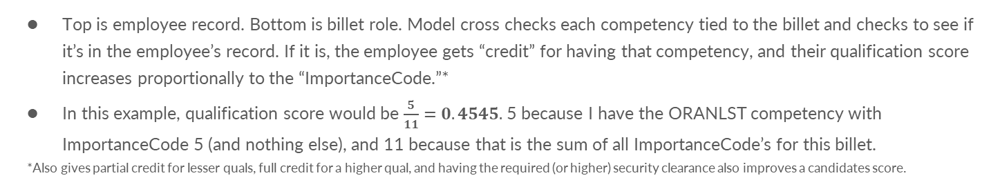 ● Top is employee record. Bottom is billet role. Model cross checks each competency tied to the billet and checks to see if
it’s in the employee’s record. If it is, the employee gets “credit” for having that competency, and their qualification score
increases proportionally to the “ImportanceCode.”*
● In this example, qualification score would be 5/11 = 0.4545. 5 because I have the ORANLST competency with
ImportanceCode 5 (and nothing else), and 11 because that is the sum of all ImportanceCode’s for this billet.
*Also gives partial credit for lesser quals, full credit for a higher qual, and having the required (or higher) security clearance also improves a candidates score.